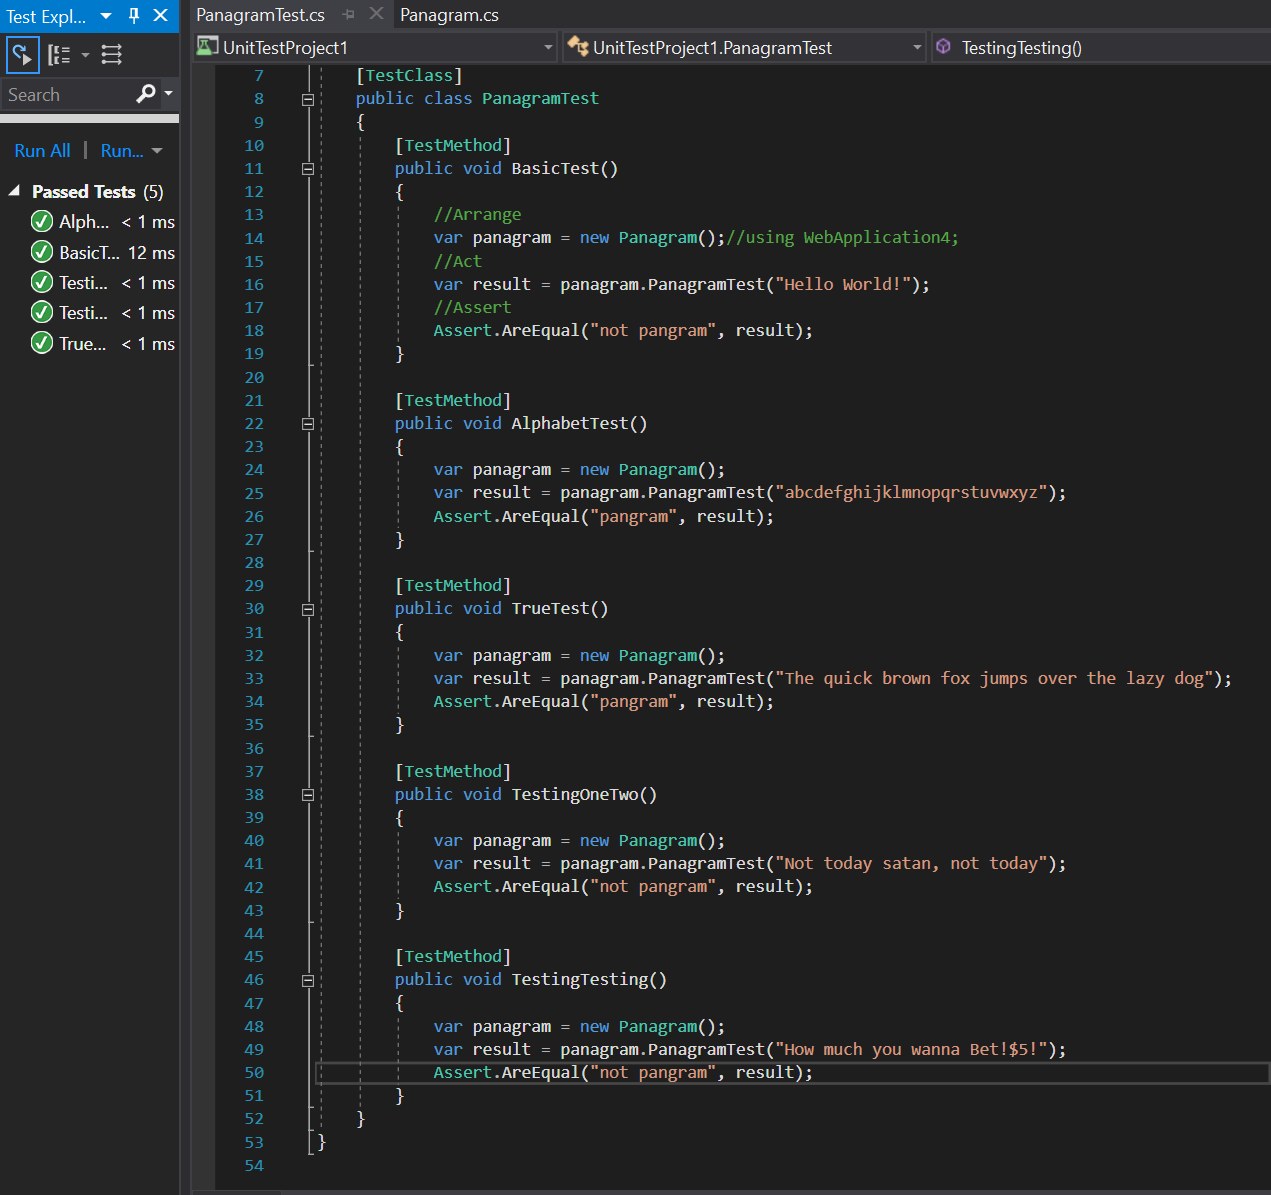 Test Expl...
Search
Run All | Run...
Passed Tests (5)
Alph... < 1 ms
BasicT... 12 ms
Testi... < 1 ms
Testi... < 1 ms
True... < 1 ms
PanagramTest.cs
Panagram.cs
UnitTestProject1
UnitTestProject1.PanagramTest
TestingTesting()
7 [TestClass]
8 public class PanagramTest
9 {
10 [TestMethod]
11 public void BasicTest()
12 {
13 //Arrange
14 var panagram = new Panagram();//using WebApplication4;
15 //Act
16 var result = panagram.PanagramTest("Hello World!");
17 //Assert
18 Assert.AreEqual("not pangram", result);
19 }
20
21 [TestMethod]
22 public void AlphabetTest()
23 {
24 var panagram = new Panagram();
25 var result = panagram.PanagramTest("abcdefghijklmnopqrstuvwxyz");
26 Assert.AreEqual("pangram", result);
27 }
28
29 [TestMethod]
30 public void TrueTest()
31 {
32 var panagram = new Panagram();
33 var result = panagram.PanagramTest("The quick brown fox jumps over the lazy dog");
34 Assert.AreEqual("pangram", result);
35 }
36
37 [TestMethod]
38 public void TestingOneTwo()
39 {
40 var panagram = new Panagram();
41 var result = panagram.PanagramTest("Not today satan, not today");
42 Assert.AreEqual("not pangram", result);
43 }
44
45 [TestMethod]
46 public void TestingTesting()
47 {
48 var panagram = new Panagram();
49 var result = panagram.PanagramTest("How much you wanna Bet!$5!");
50 Assert.AreEqual("not pangram", result);
51 }
52 }
53 }
54